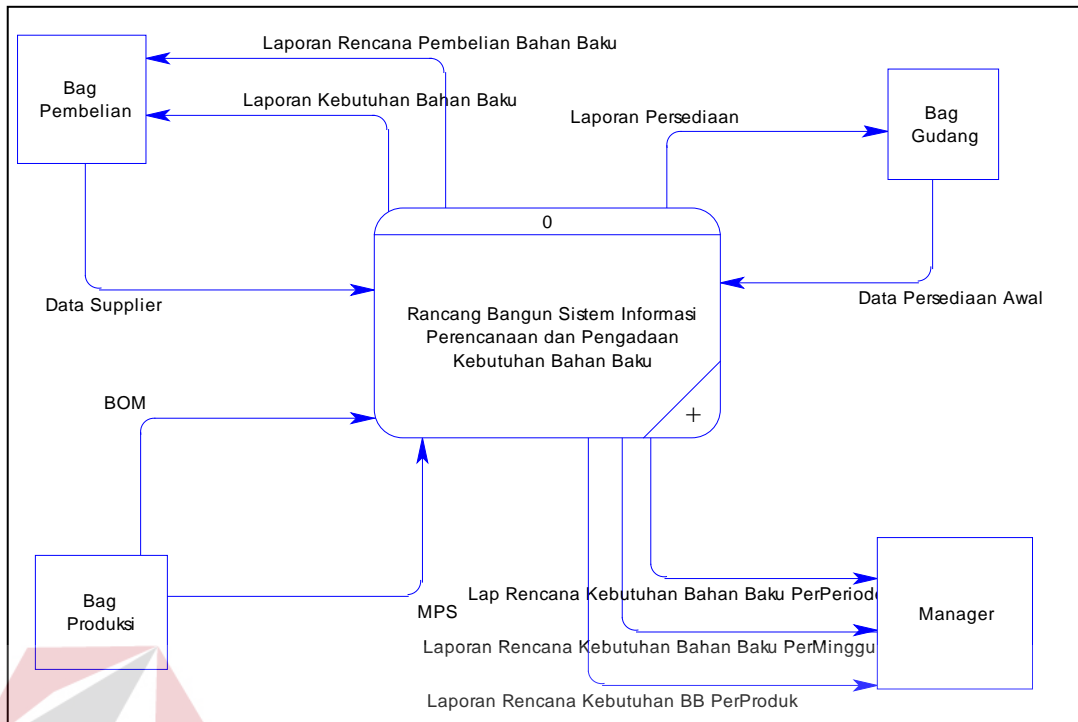 Laporan Rencana Pembelian Bahan Baku
Bag
Pembelian
Laporan Kebutuhan Bahan Baku
Laporan Persediaan
Bag
Gudang
0
Data Supplier
Data Persediaan Awal
Rancang Bangun Sistem Informasi
Perencanaan dan Pengadaan
Kebutuhan Bahan Baku
BOM
+
Bag
Produksi
MPS
Lap Rencana Kebutuhan Bahan Baku PerPeriode
Manager
Laporan Rencana Kebutuhan Bahan Baku PerMinggu
Laporan Rencana Kebutuhan BB PerProduk